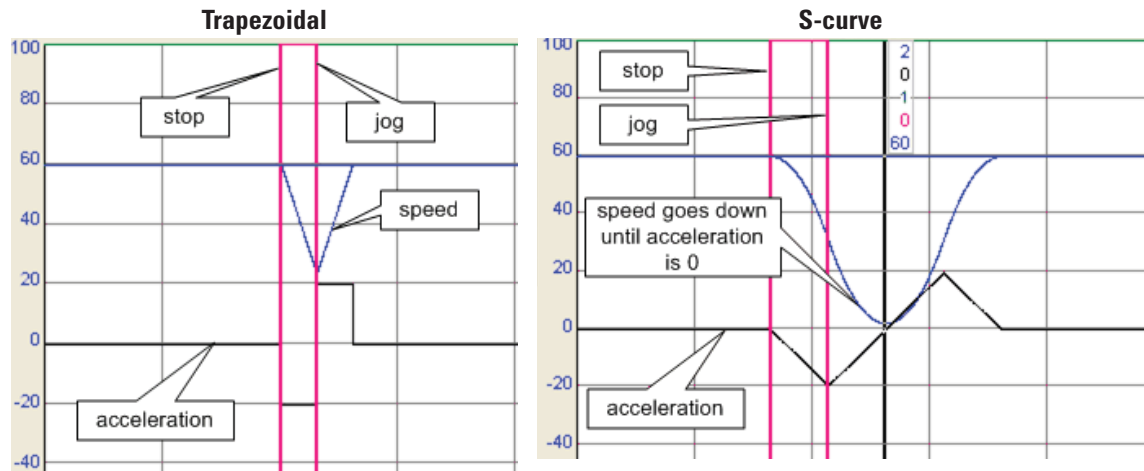 Trapezoidal
100
80
60
40
20
0
-20
-40
stop
jog
speed
acceleration
S-curve
100
80
60
40
20
0
-20
-40
stop
jog
2
0
-1
0
60
speed goes down
until acceleration
is 0
acceleration